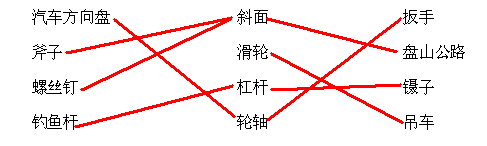 汽车方向盘 斜面 扳手
斧子 滑轮 盘山公路
螺丝钉 杠杆 镊子
钓鱼杆 轮轴 吊车